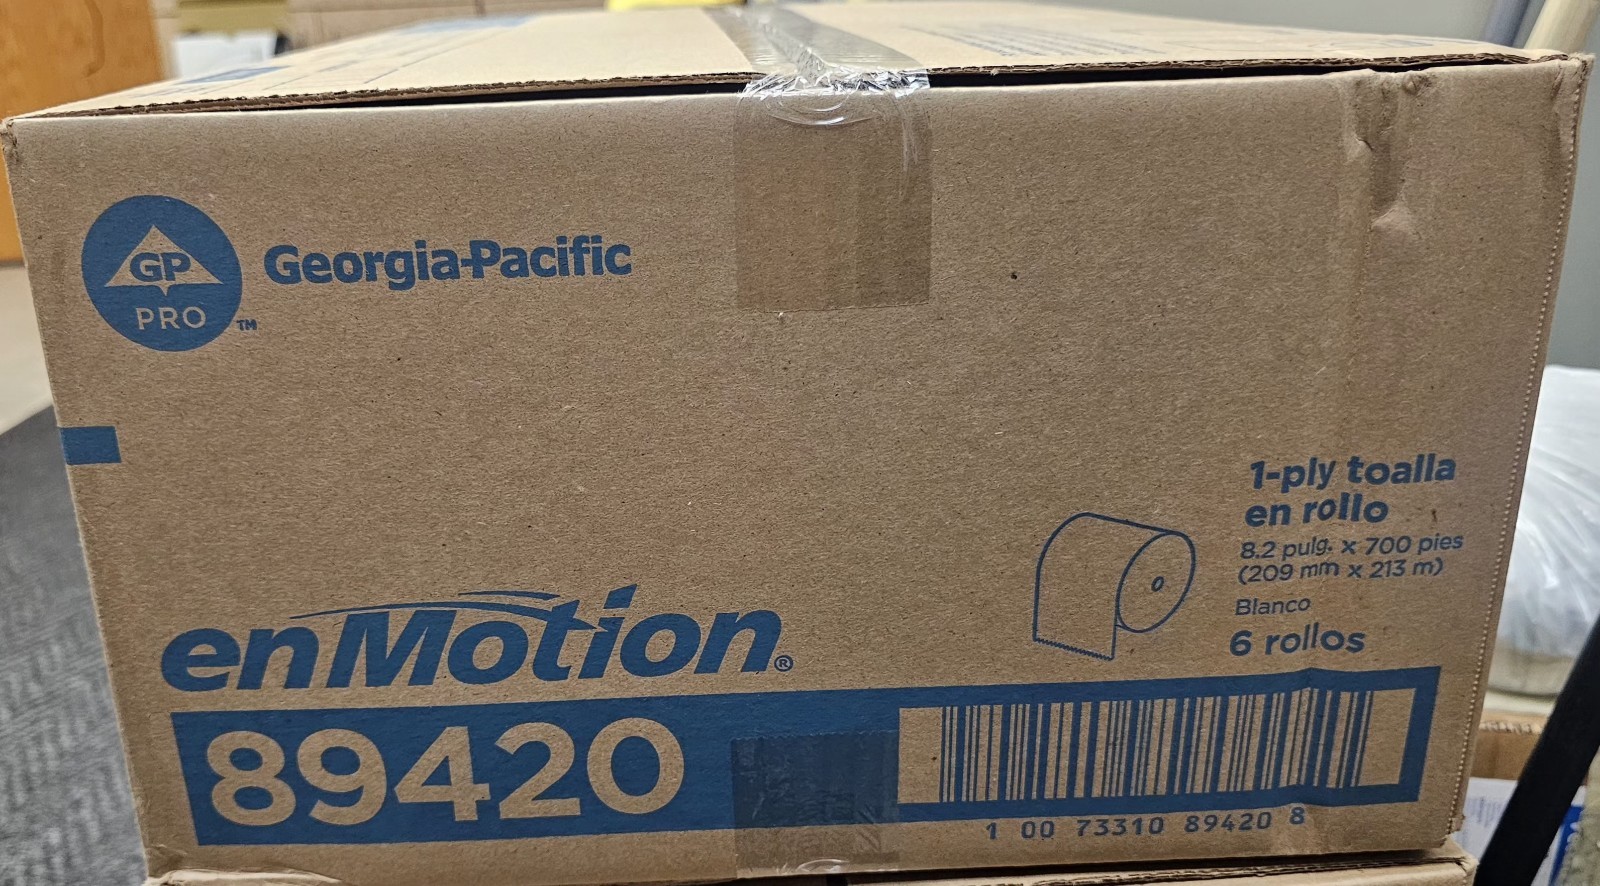 GP
PRO ™
Georgia-Pacific
1-ply toalla
en rollo
8.2 pulg. x 700 pies
(209 mm x 213 m)
Blanco
6 rollos
enMotion®
89420
1 00 73310 89420 8